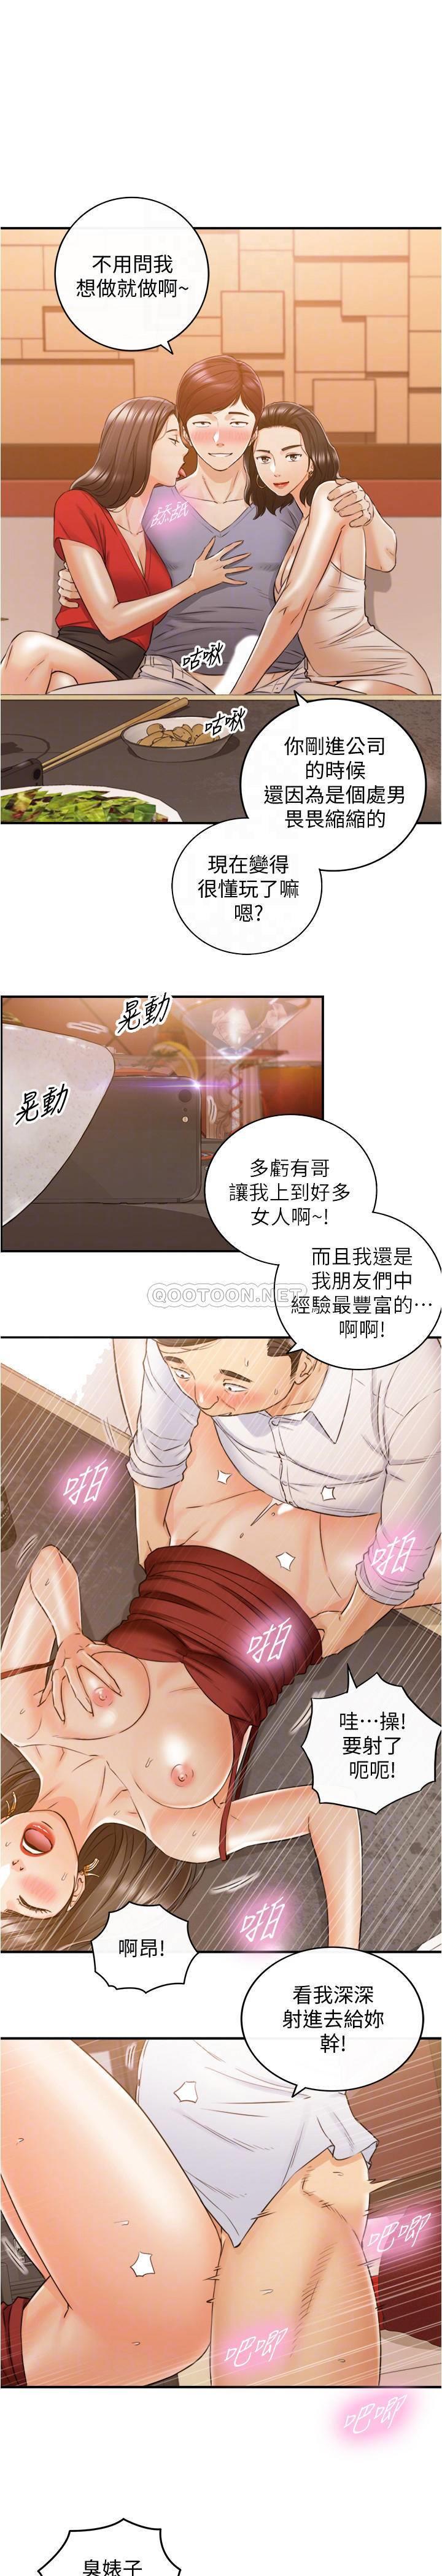 不用問我
想做就做啊~
舔舐
咕啾
咕啾
你剛進公司
的時候
還因為是個處男
畏畏縮縮的
現在變得
很懂玩了嘛
嗯?
晃動
晃動
多虧有哥
讓我上到好多
女人啊~!
而且我還是
我朋友們中
經驗最豐富的…
啊啊!
QOOTOON.NET
啪
啪
啪
哇…操!
要射了
呃呃!
啪
啊昂!
看我深深
射進去給妳
幹!
吧唧
吧唧
吧唧
臭婊子